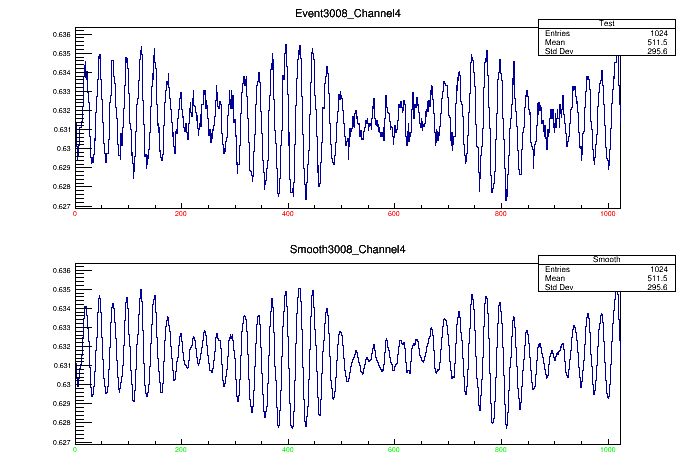 Event3008_Channel4
Test
Entries 1024
Mean 511.5
Std Dev 295.6
0.636
0.635
0.634
0.633
0.632
0.631
0.63
0.629
0.628
0.627
0 200 400 600 800 1000
Smooth3008_Channel4
Smooth
Entries 1024
Mean 511.5
Std Dev 295.6
0.636
0.635
0.634
0.633
0.632
0.631
0.63
0.629
0.628
0.627
0 200 400 600 800 1000